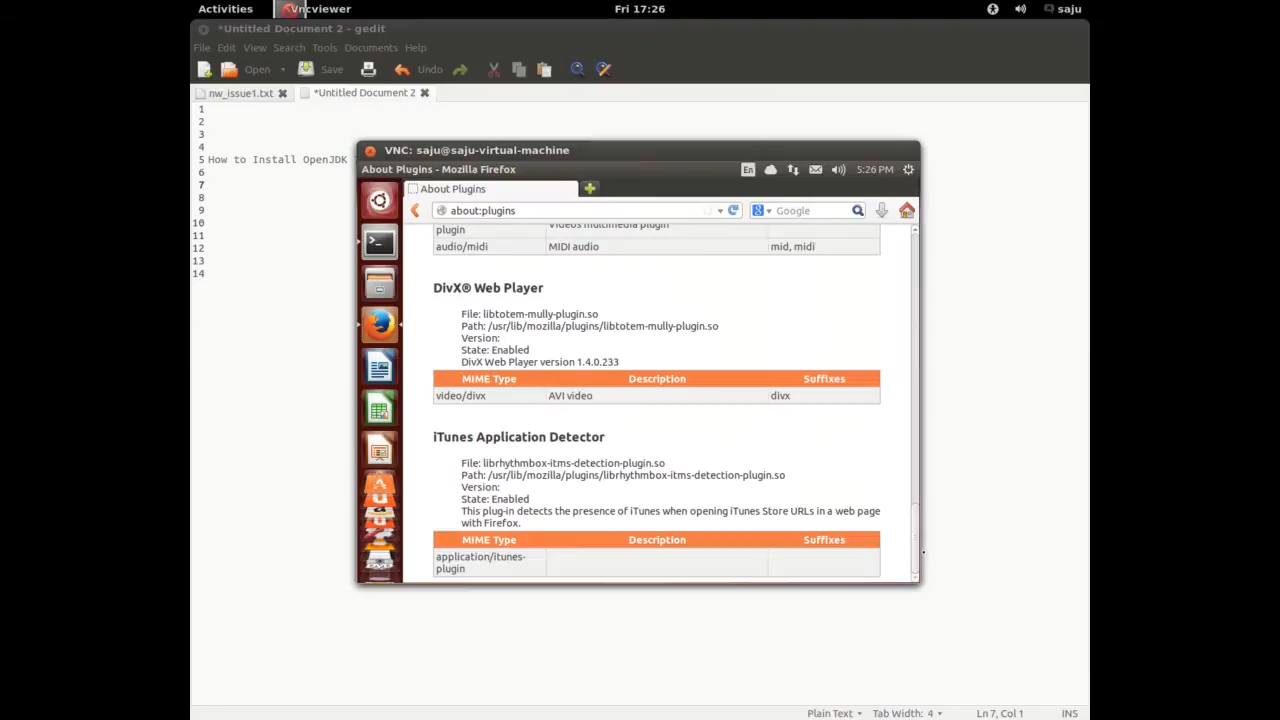 Activities Vncviewer Fri 17:26 saju
*Untitled Document 2 - gedit
File Edit View Search Tools Documents Help
Open Save Undo
nw_issue1.txt *Untitled Document 2
1
2
3
4
5 How to Install OpenJDK
6
7
8
9
10
11
12
13
14
VNC: saju@saju-virtual-machine
About Plugins - Mozilla Firefox En 5:26 PM
About Plugins
about:plugins Google
plugin Videos multimedia plugin
audio/midi MIDI audio mid, midi
DivX® Web Player
File: libtotem-mully-plugin.so
Path: /usr/lib/mozilla/plugins/libtotem-mully-plugin.so
Version:
State: Enabled
DivX Web Player version 1.4.0.233
MIME Type Description Suffixes
video/divx AVI video divx
iTunes Application Detector
File: librhythmbox-itms-detection-plugin.so
Path: /usr/lib/mozilla/plugins/librhythmbox-itms-detection-plugin.so
Version:
State: Enabled
This plug-in detects the presence of iTunes when opening iTunes Store URLs in a web page
with Firefox.
MIME Type Description Suffixes
application/itunes-
plugin
Plain Text Tab Width: 4 Ln 7, Col 1 INS